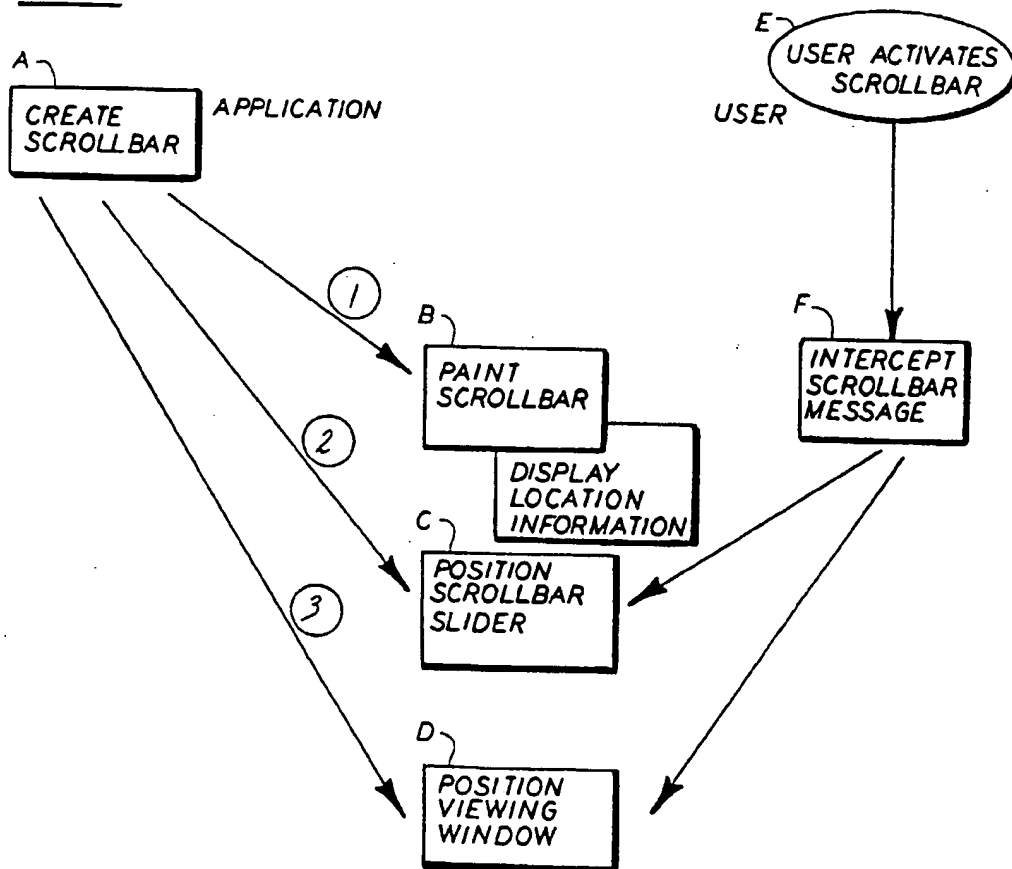 E
USER ACTIVATES
SCROLLBAR
USER
A
CREATE
SCROLLBAR
APPLICATION
1
B
PAINT
SCROLLBAR
DISPLAY
LOCATION
INFORMATION
F
INTERCEPT
SCROLLBAR
MESSAGE
2
C
POSITION
SCROLLBAR
SLIDER
3
D
POSITION
VIEWING
WINDOW